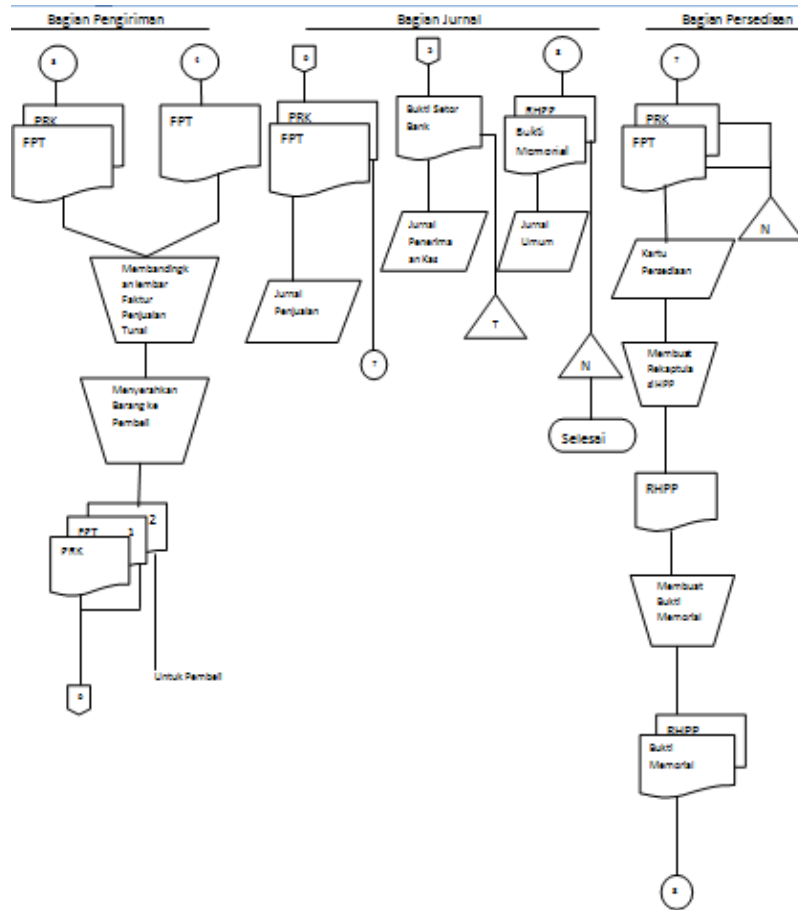 Bagian Pengiriman
Bagian Jurnal
Bagian Persediaan
PRK
FPT
FPT
Membandingk
an lembar
Faktur
Penjualan
Tunai
Menyerahkan
Barang ke
Pembeli
2
FPT 1
PRK
Untuk Pembeli
PRK
FPT
Jurnal
Penjualan
7
Bukti Setor
Bank
Jurnal
Penerima
an Kas
T
RHPP
Bukti
Memorial
Jurnal
Umum
N
Selesai
7
PRK
FPT
N
Kartu
Persediaan
Membuat
Rekaptula
si HPP
RHPP
Membuat
Bukti
Memorial
RHPP
Bukti
Memorial